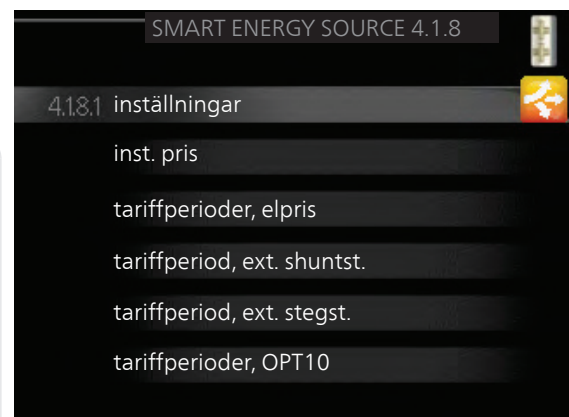 SMART ENERGY SOURCE 4.1.8
4.1.8.1 inställningar
inst. pris
tariffperioder, elpris
tariffperiod, ext. shuntst.
tariffperiod, ext. stegst.
tariffperioder, OPT10